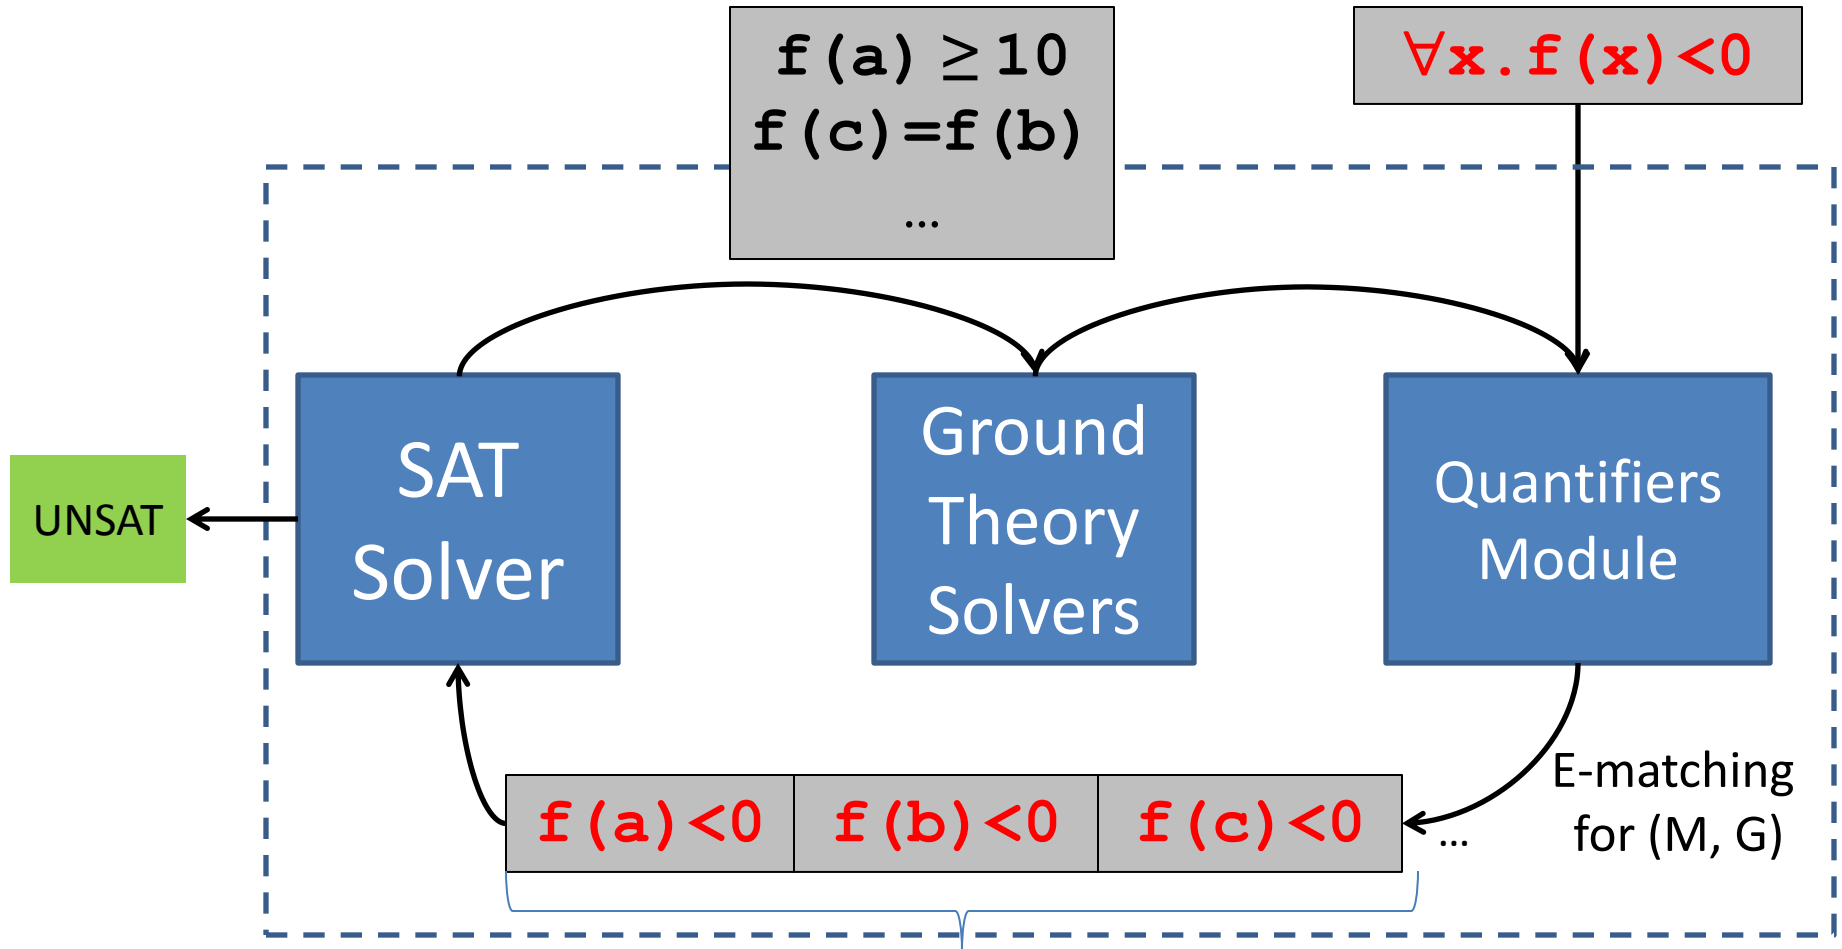 f(a) ≥ 10
f(c)=f(b)
...
∀x.f(x)<0
SAT
Solver
Ground
Theory
Solvers
Quantifiers
Module
UNSAT
f(a)<0 f(b)<0 f(c)<0 ...
E-matching
for (M, G)